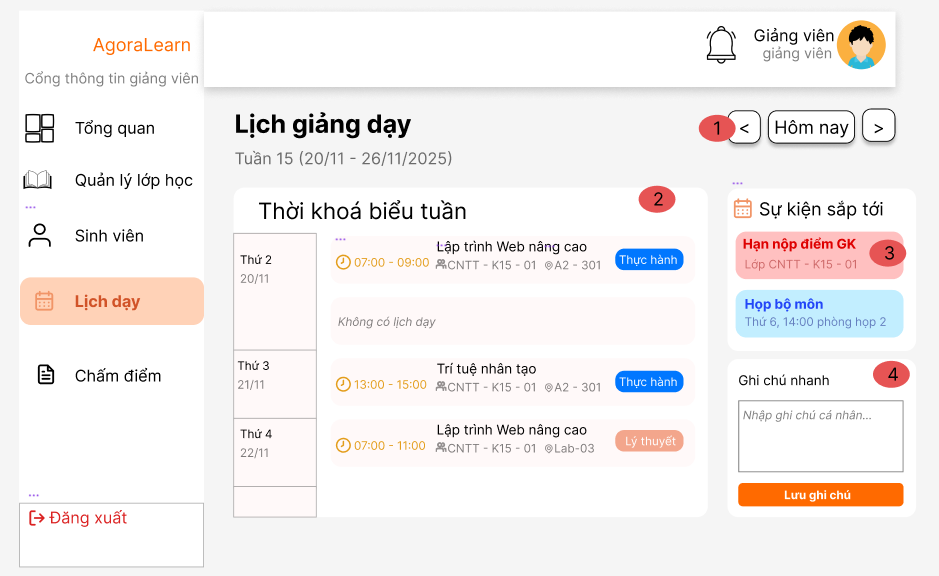 AgoraLearn
Cổng thông tin giảng viên
Tổng quan
Quản lý lớp học
Sinh viên
Lịch dạy
Chấm điểm
Đăng xuất
Giảng viên
giảng viên
Lịch giảng dạy
Tuần 15 (20/11 - 26/11/2025)
1
<
Hôm nay
>
Thời khoá biểu tuần
2
Thứ 2
20/11
07:00 - 09:00
Lập trình Web nâng cao
CNTT - K15 - 01 A2 - 301
Thực hành
Không có lịch dạy
Thứ 3
21/11
13:00 - 15:00
Trí tuệ nhân tạo
CNTT - K15 - 01 A2 - 301
Thực hành
Thứ 4
22/11
07:00 - 11:00
Lập trình Web nâng cao
CNTT - K15 - 01 Lab-03
Lý thuyết
Sự kiện sắp tới
Hạn nộp điểm GK
Lớp CNTT - K15 - 01
3
Họp bộ môn
Thứ 6, 14:00 phòng họp 2
Ghi chú nhanh
4
Nhập ghi chú cá nhân...
Lưu ghi chú